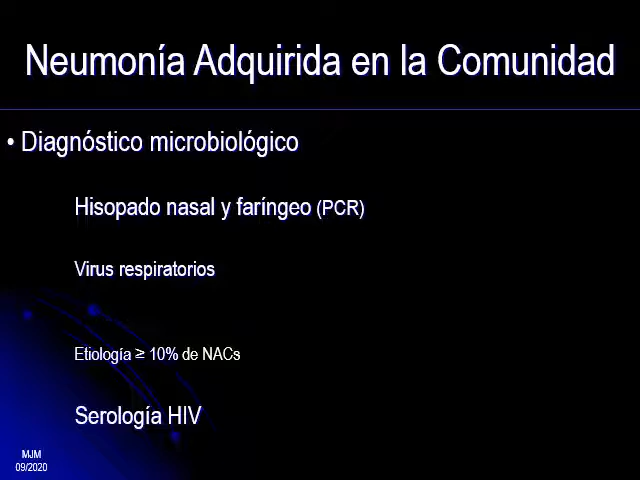 Neumonía Adquirida en la Comunidad
• Diagnóstico microbiológico
Hisopado nasal y faríngeo (PCR)
Virus respiratorios
Etiología ≥ 10% de NACs
Serología HIV
MJM
09/2020